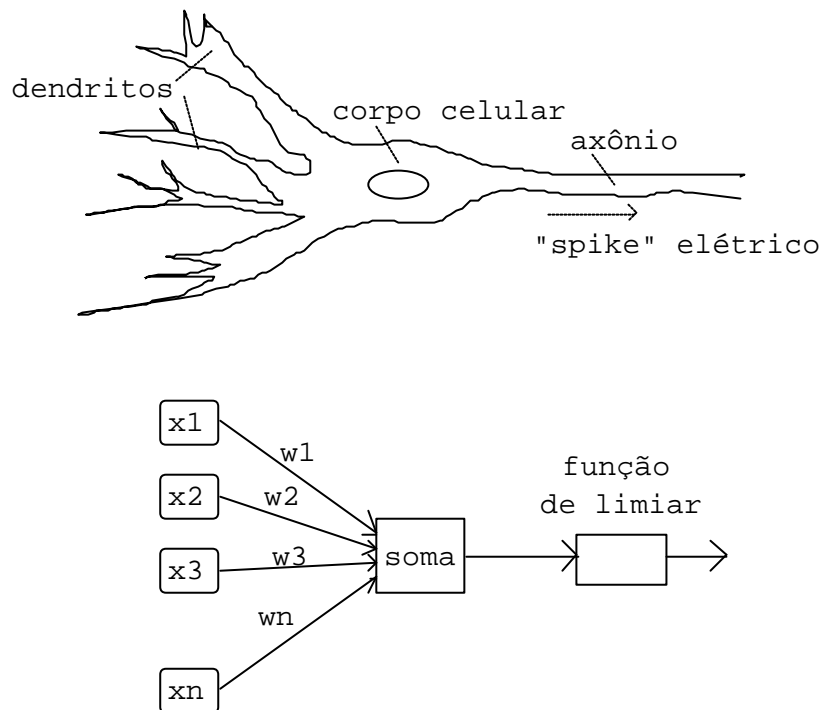 dendritos
corpo celular
axônio
"spike" elétrico
x1
w1
x2
w2
função
de limiar
x3
w3
soma
wn
xn